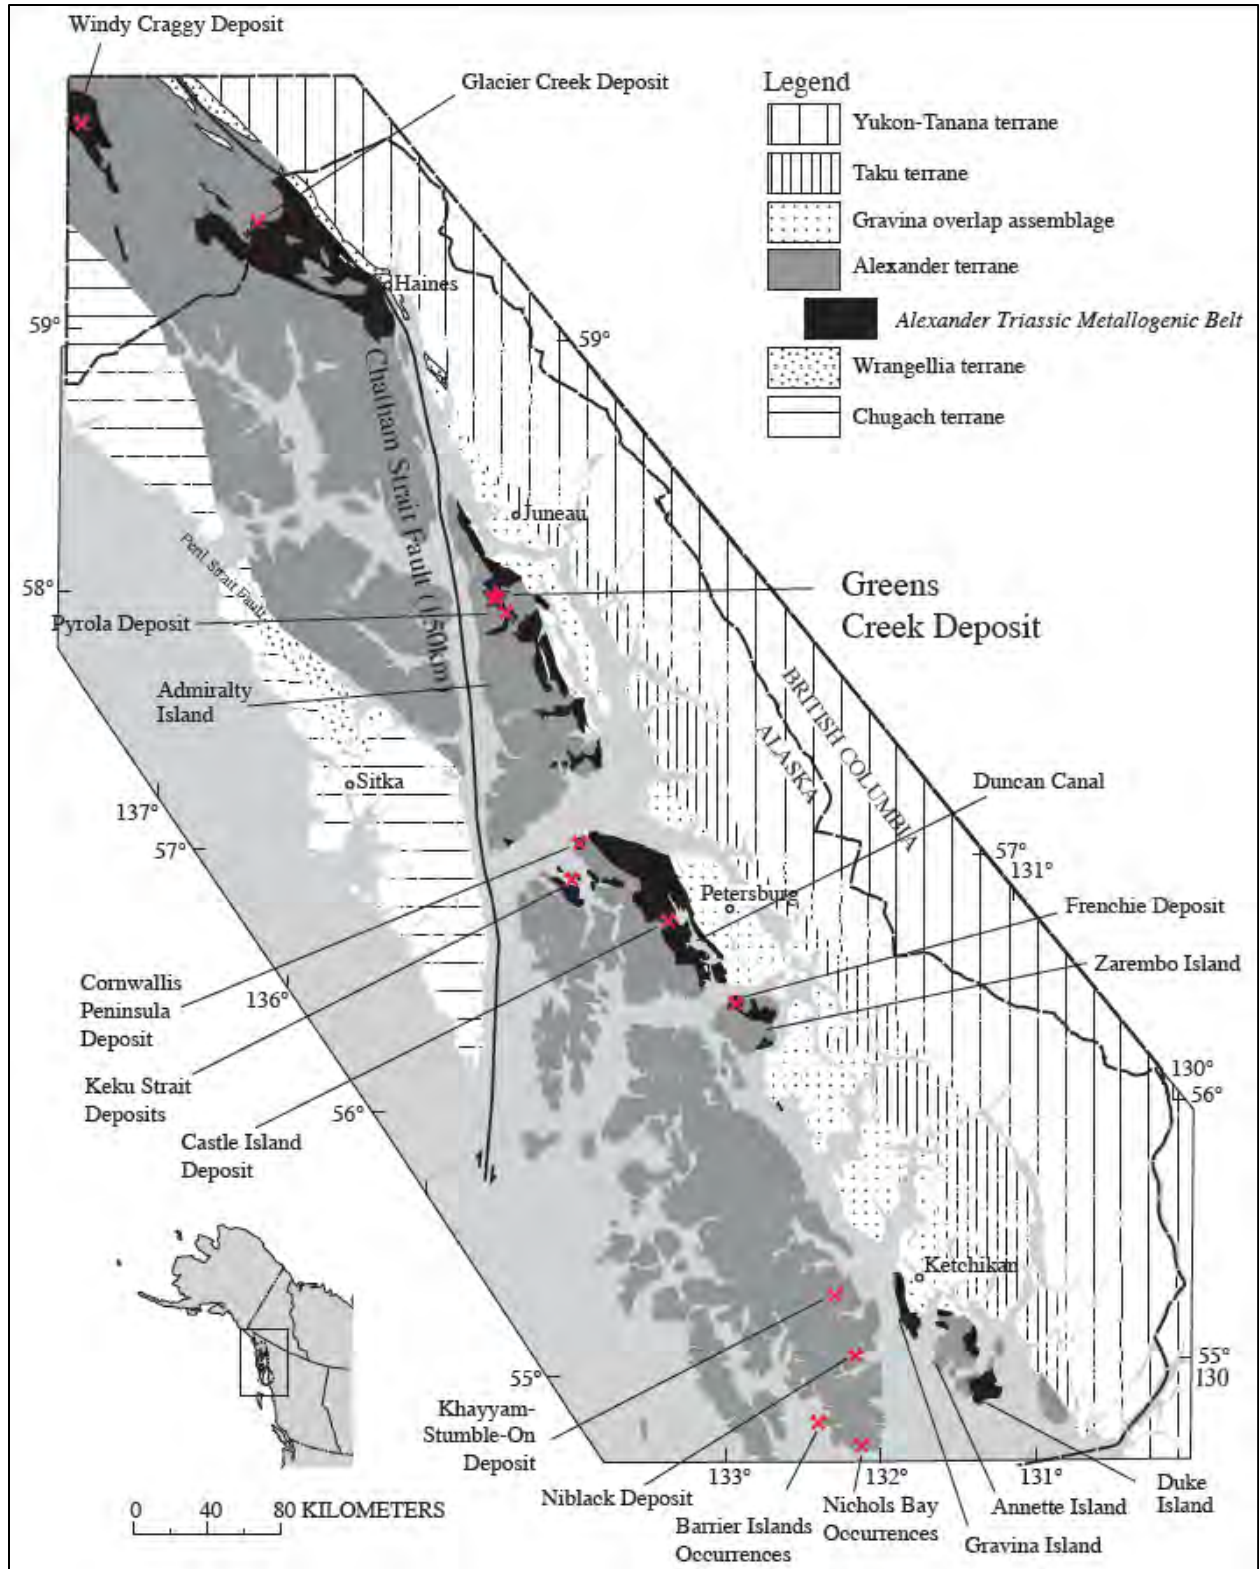 Windy Craggy Deposit
Glacier Creek Deposit
Legend
Yukon-Tanana terrane
Taku terrane
Gravina overlap assemblage
Alexander terrane
Alexander Triassic Metallogenic Belt
Wrangellia terrane
Chugach terrane
Haines
59°
59°
Chatham Strait Fault (150km)
Juneau
Peril Strait Fault
58°
Greens
Creek Deposit
Pyrola Deposit
Admiralty
Island
BRITISH COLUMBIA
ALASKA
Sitka
Duncan Canal
137°
57°
57°
131°
Petersburg
Frenchie Deposit
Zarembo Island
Cornwallis
Peninsula
Deposit
136°
Keku Strait
Deposits
130°
56°
56°
Castle Island
Deposit
Ketchikan
55°
130
55°
Khayyam-
Stumble-On
Deposit
133°
132°
131°
Niblack Deposit
Barrier Islands
Occurrences
Nichols Bay
Occurrences
Annette Island
Duke
Island
Gravina Island
0 40 80 KILOMETERS